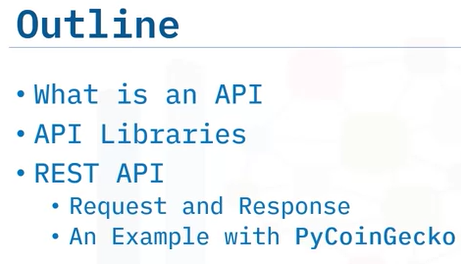 Outline
• What is an API
• API Libraries
• REST API
• Request and Response
• An Example with PyCoinGecko